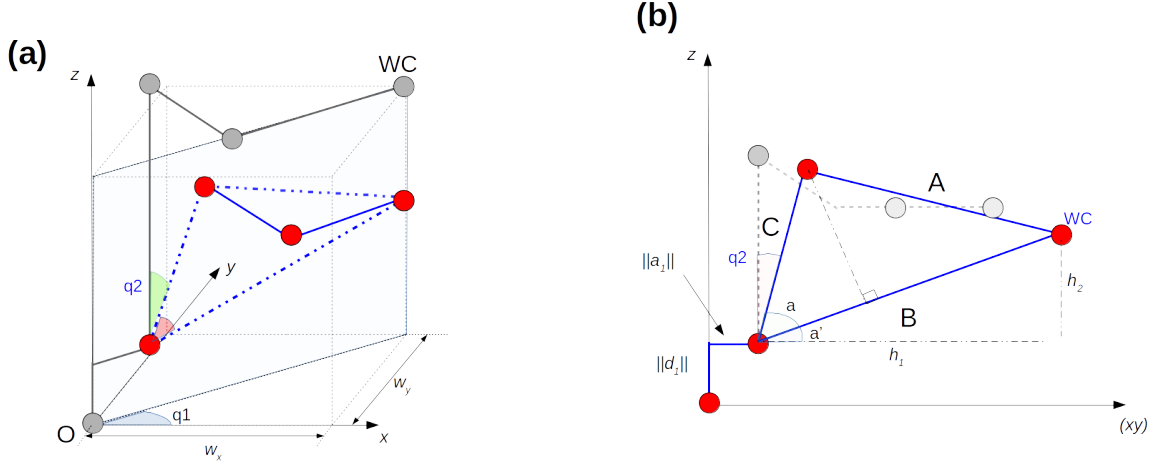 (a)
z
WC
q2
y
O
q1
x
w_x
w_y
(b)
z
A
C
WC
q2
||a_1||
h_2
a
B
a'
h_1
||d_1||
(xy)